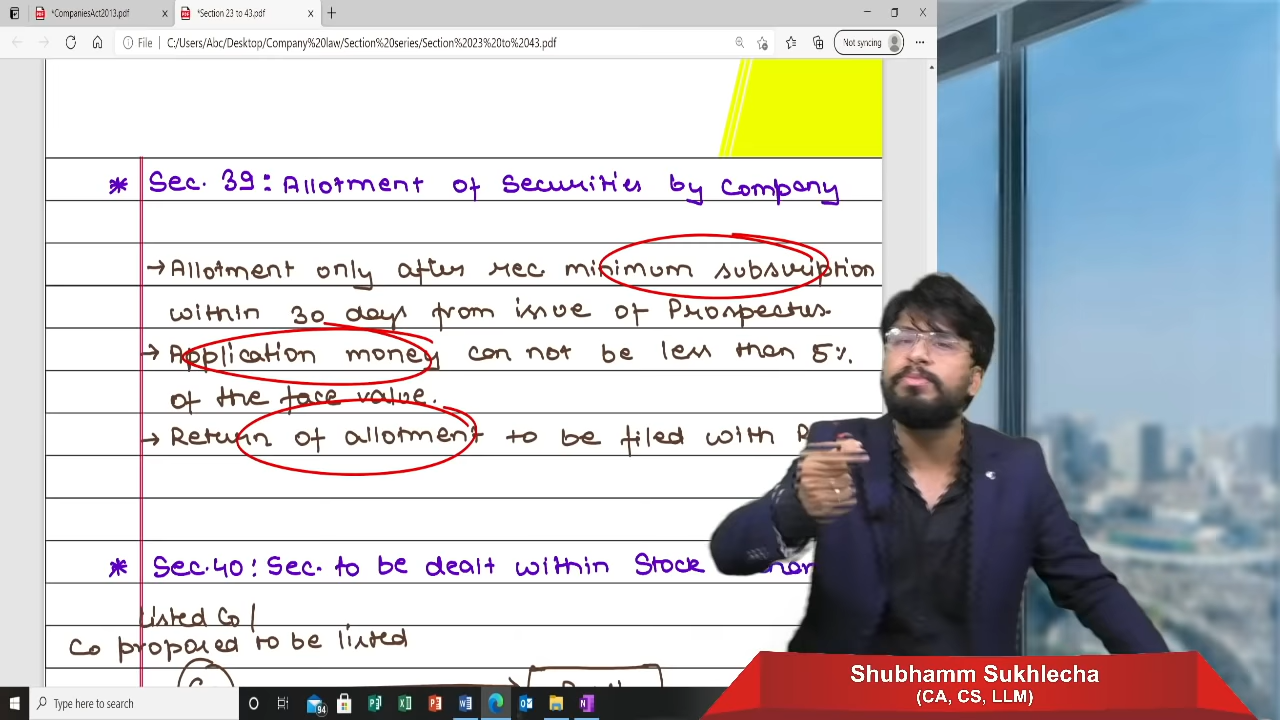 *CompaniesAct2013.pdf
*Section 23 to 43.pdf
File
C:/Users/Abc/Desktop/Company%20law/Section%20series/Section%2023%20to%2043.pdf
Not syncing
* Sec. 39: Allotment of Securities by Company
→ Allotment only after rec. minimum subscription
within 30 days from issue of Prospectus.
→ Application money can not be less than 5%
of the face value.
→ Return of allotment to be filed with
* Sec. 40: Sec. to be dealt within Stock
Listed Co /
Co proposed to be listed
Shubhamm Sukhlecha
(CA, CS, LLM)
Type here to search
94